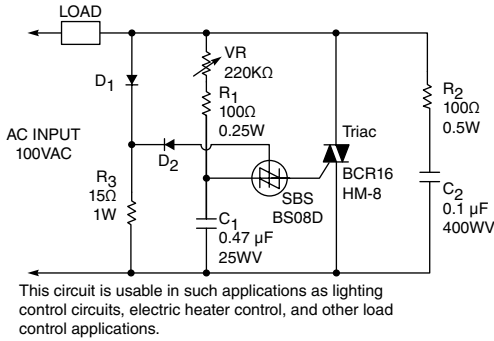 LOAD
D1
VR
220KΩ
R1
100Ω
0.25W
R2
100Ω
0.5W
AC INPUT
100VAC
D2
Triac
BCR16
HM-8
R3
15Ω
1W
SBS
BS08D
C1
0.47 µF
25WV
C2
0.1 µF
400WV
This circuit is usable in such applications as lighting
control circuits, electric heater control, and other load
control applications.